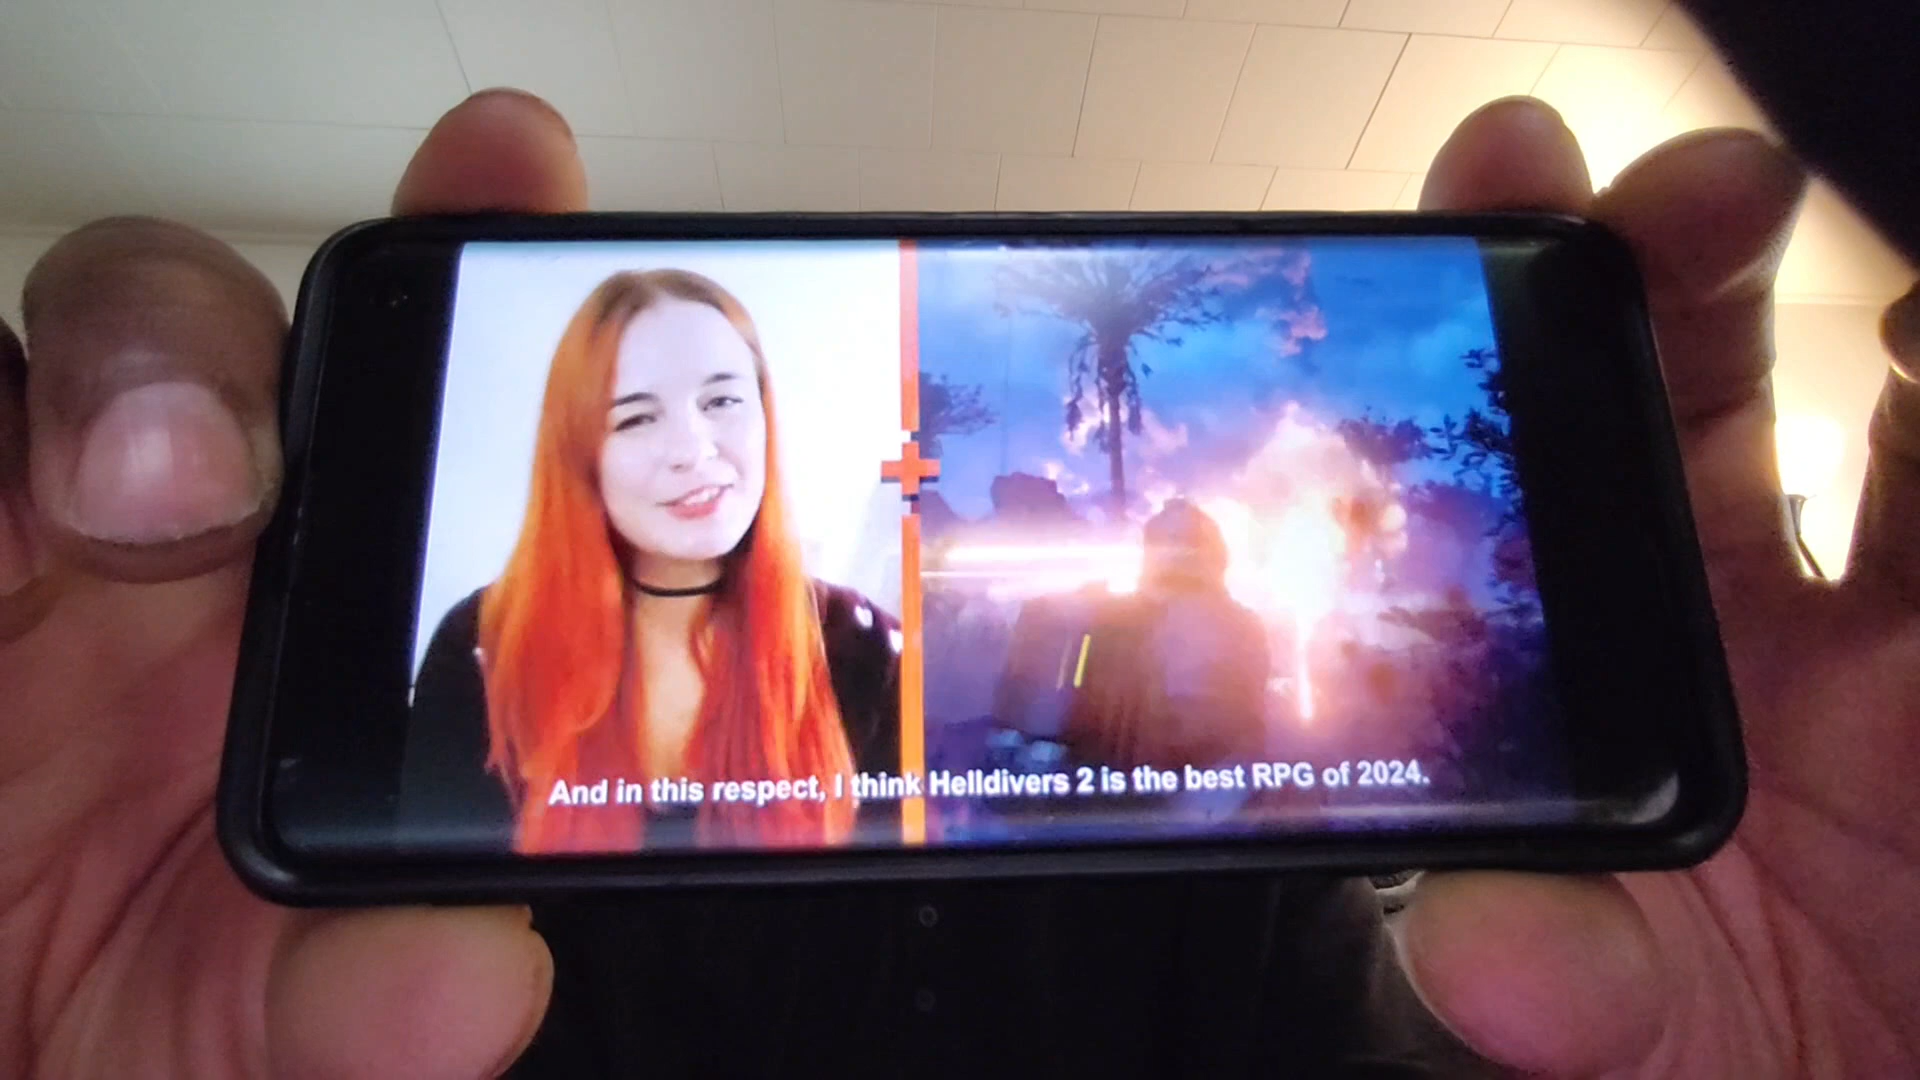 And in this respect, I think Helldivers 2 is the best RPG of 2024.